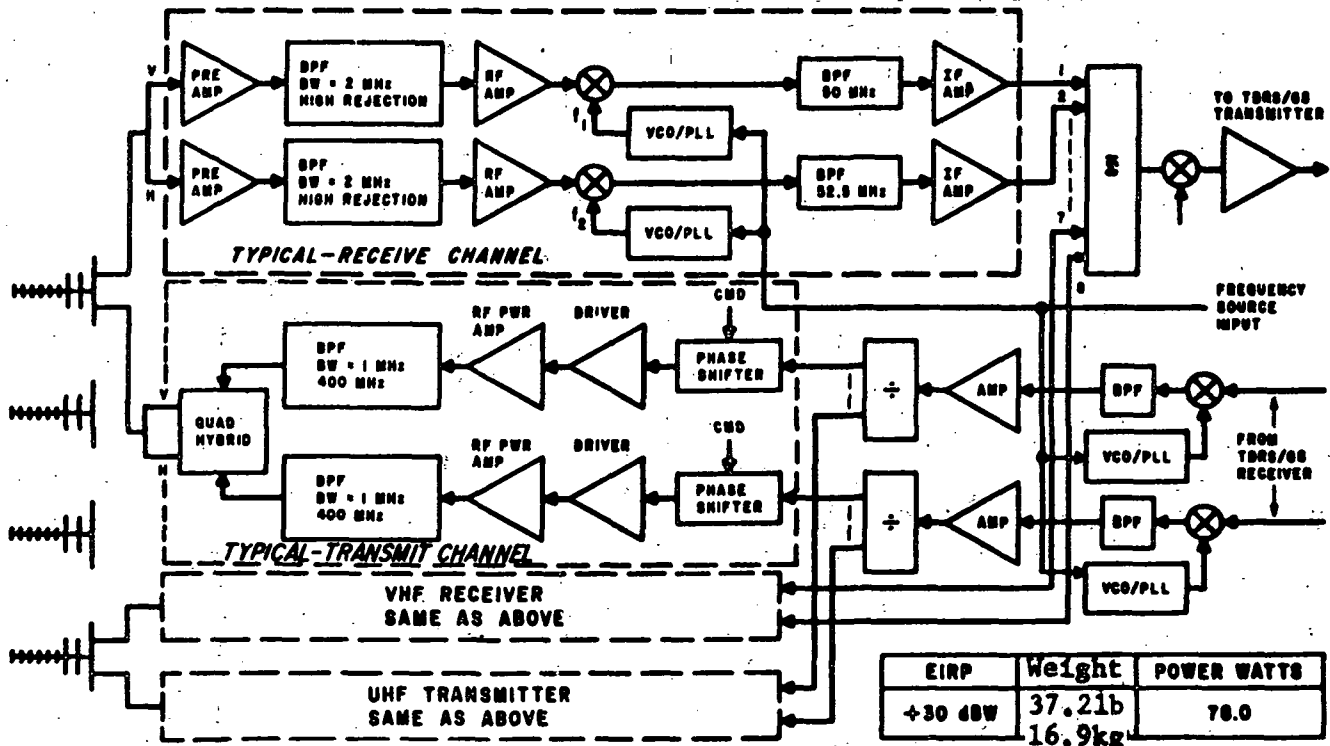 V
PRE
AMP
BPF
BW = 2 MHz
HIGH REJECTION
RF
AMP
f1
VCO/PLL
BPF
50 MHz
IF
AMP
1
2
H
PRE
AMP
BPF
BW = 2 MHz
HIGH REJECTION
RF
AMP
f2
VCO/PLL
BPF
52.5 MHz
IF
AMP
7
8
TO TDRS/GS
TRANSMITTER
TYPICAL-RECEIVE CHANNEL
FREQUENCY
SOURCE
INPUT
V
H
QUAD
HYBRID
BPF
BW = 1 MHz
400 MHz
RF PWR
AMP
DRIVER
CMD
PHASE
SHIFTER
÷
AMP
BPF
VCO/PLL
FROM
TDRS/GS
RECEIVER
BPF
BW = 1 MHz
400 MHz
RF PWR
AMP
DRIVER
CMD
PHASE
SHIFTER
÷
AMP
BPF
VCO/PLL
TYPICAL-TRANSMIT CHANNEL
VHF RECEIVER
SAME AS ABOVE
UHF TRANSMITTER
SAME AS ABOVE
EIRP Weight POWER WATTS
+30 dBW 37.2lb 76.0
16.9kg